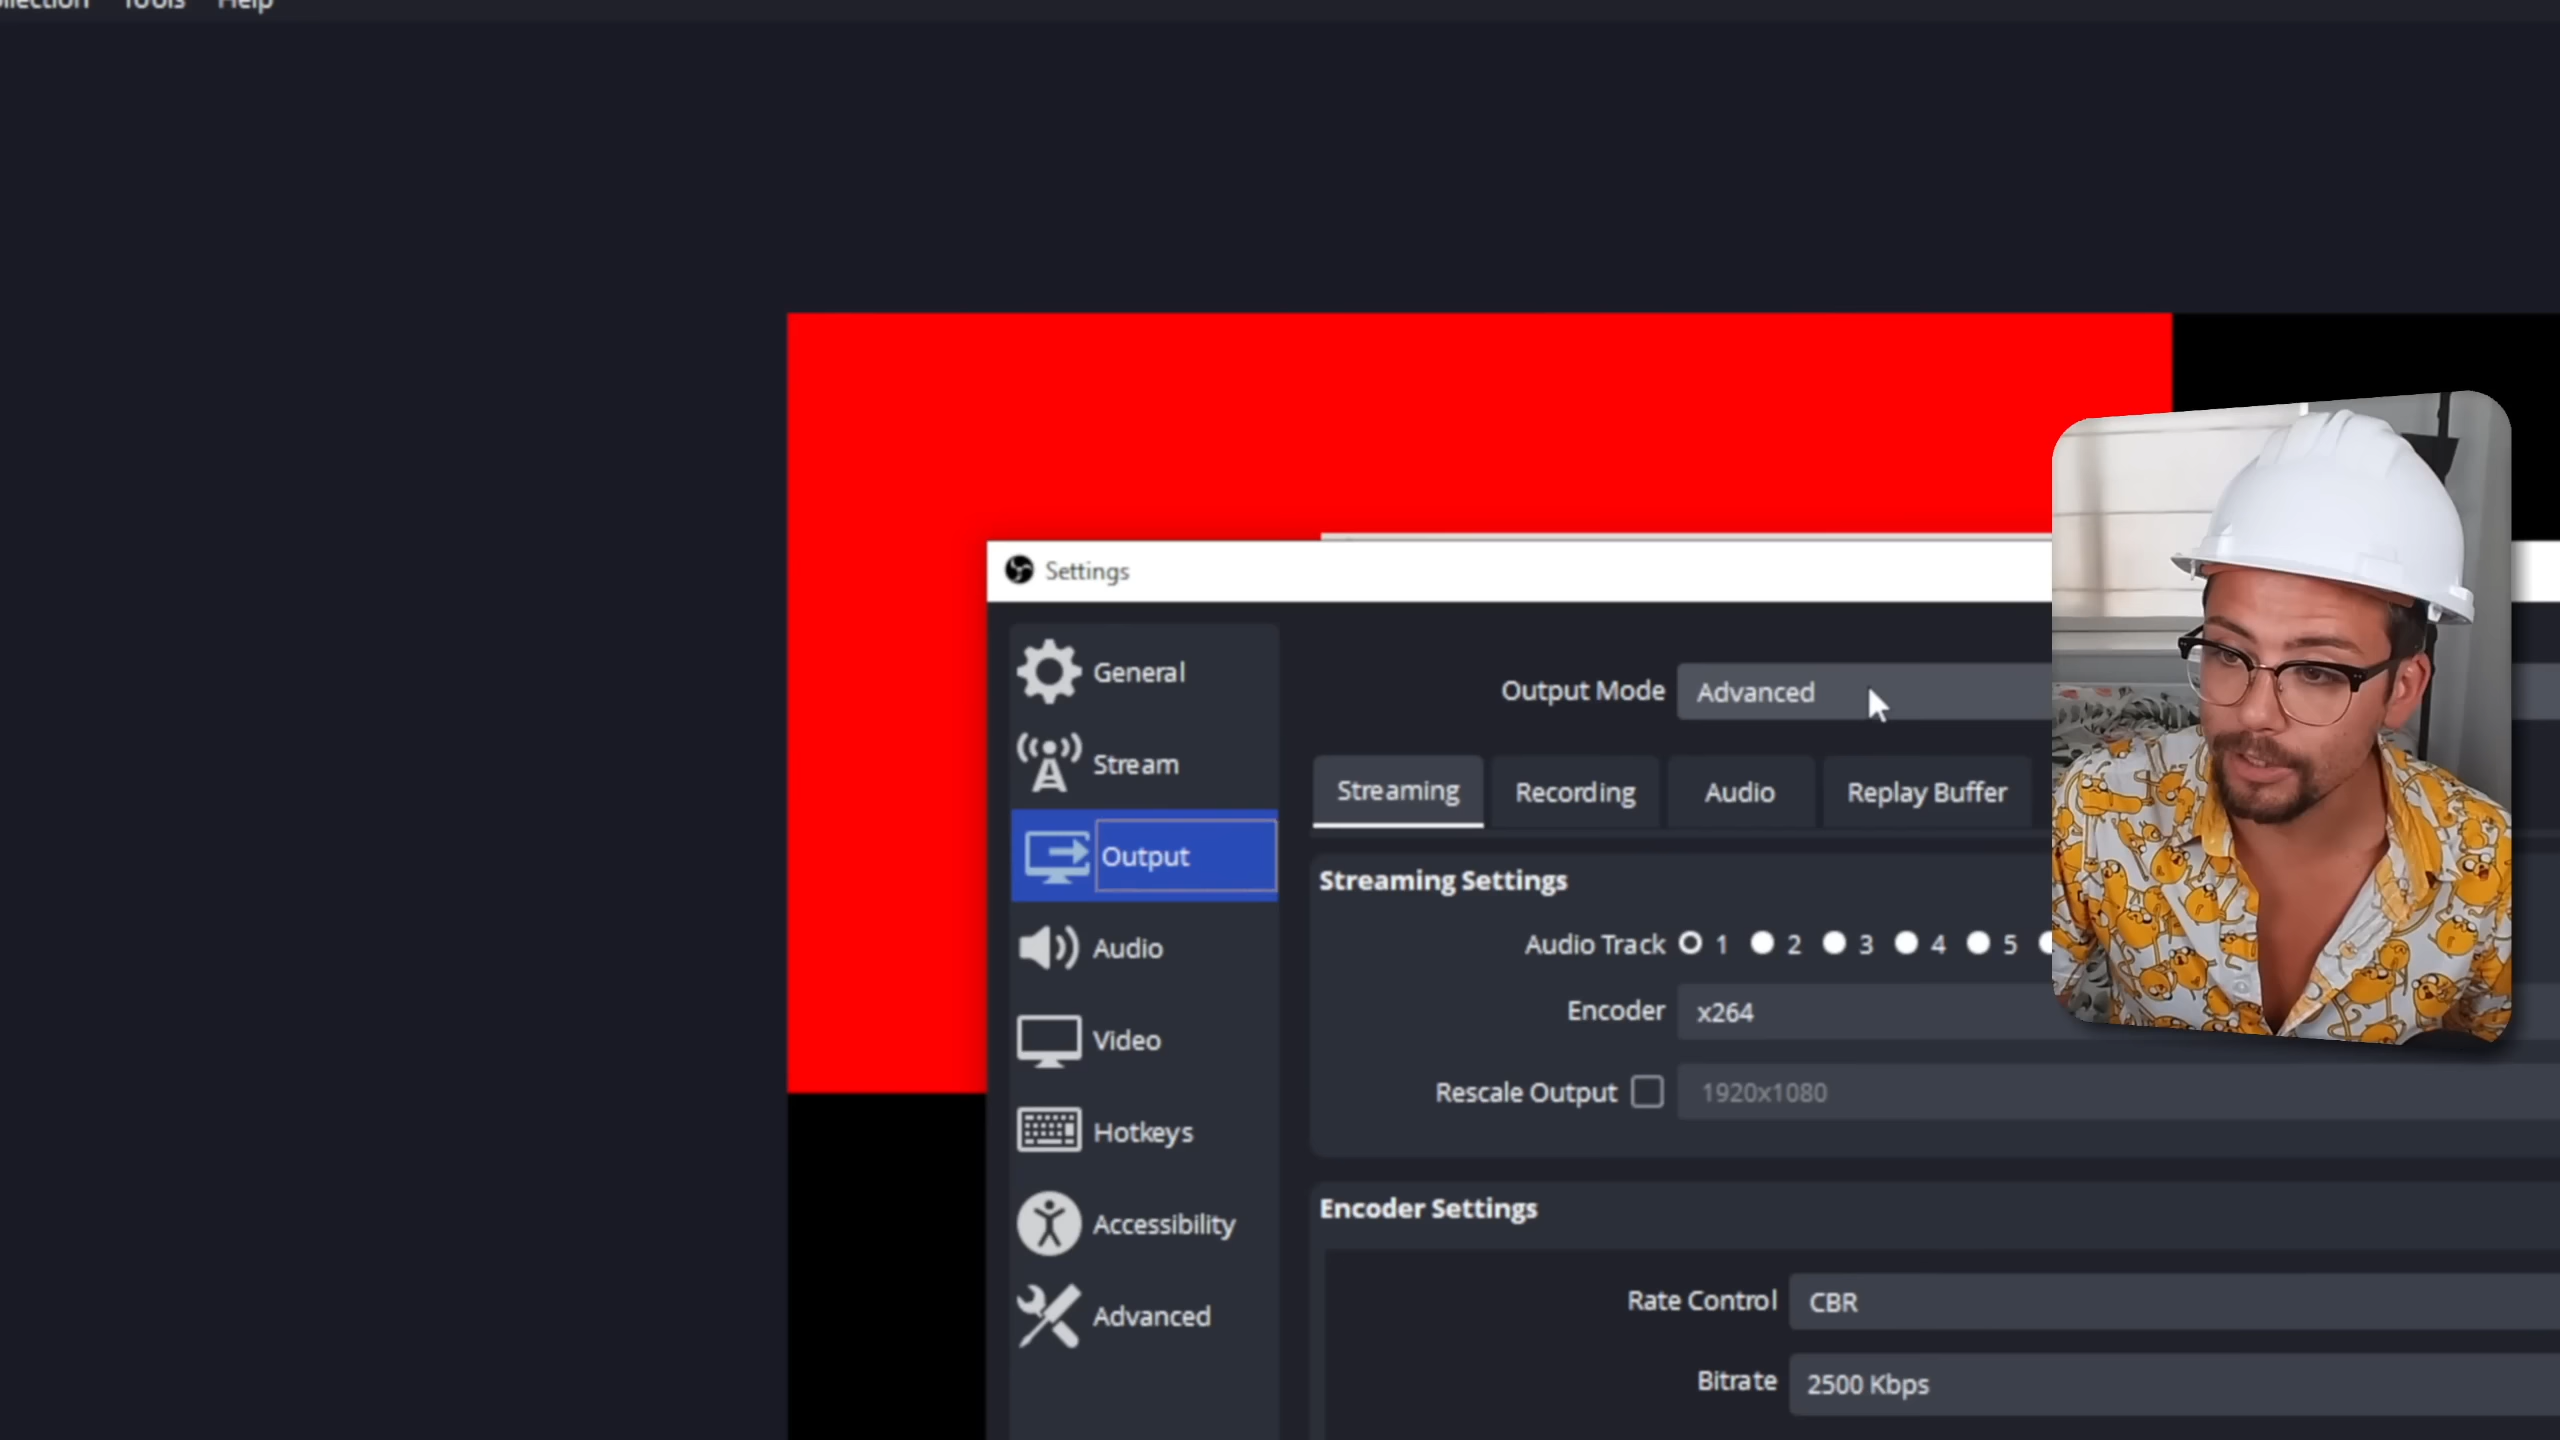 Tools Help
Settings
General
Stream
Output
Audio
Video
Hotkeys
Accessibility
Advanced
Output Mode Advanced
Streaming Recording Audio Replay Buffer
Streaming Settings
Audio Track 1 2 3 4 5
Encoder x264
Rescale Output 1920x1080
Encoder Settings
Rate Control CBR
Bitrate 2500 Kbps